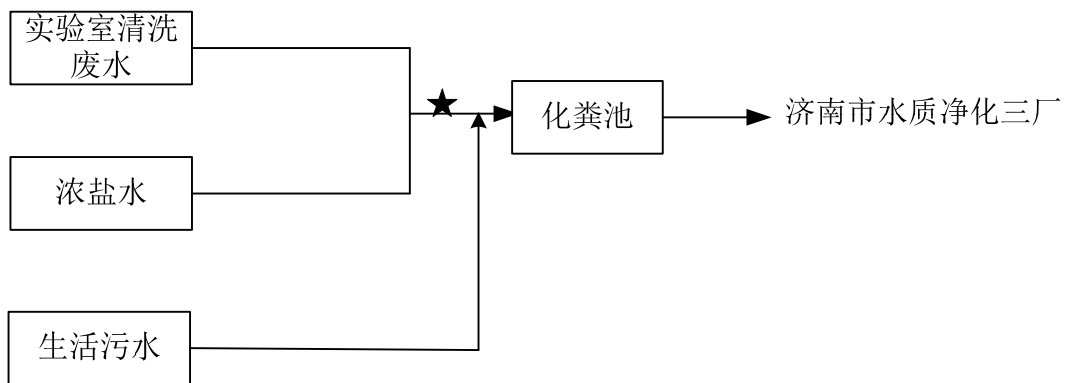 实验室清洗
废水
化粪池
济南市水质净化三厂
浓盐水
生活污水